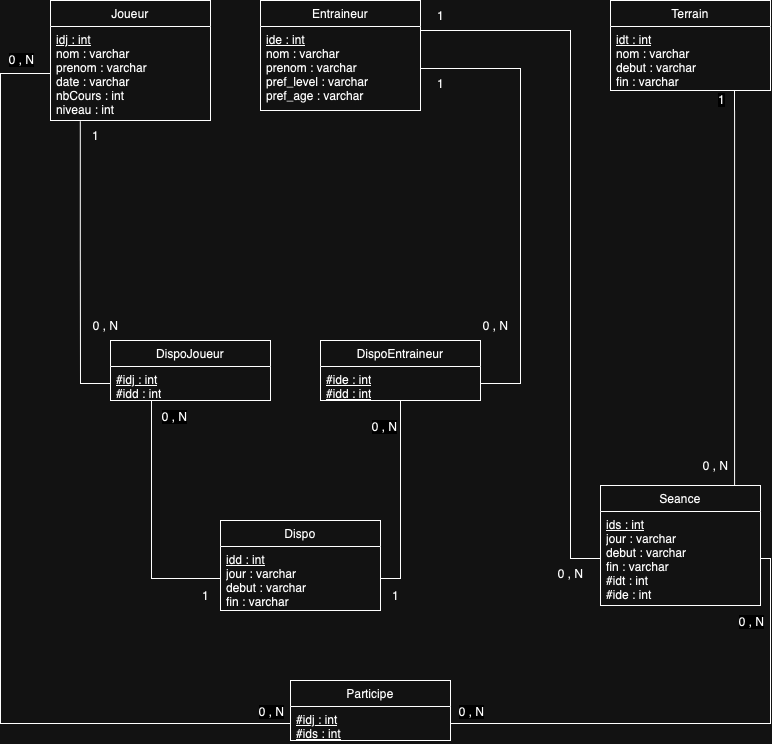 Joueur
idj : int
nom : varchar
prenom : varchar
date : varchar
nbCours : int
niveau : int
Entraineur
ide : int
nom : varchar
prenom : varchar
pref_level : varchar
pref_age : varchar
Terrain
idt : int
nom : varchar
debut : varchar
fin : varchar
0 , N
1
1
1
1
0 , N
0 , N
DispoJoueur
#idj : int
#idd : int
DispoEntraineur
#ide : int
#idd : int
0 , N
0 , N
0 , N
Dispo
idd : int
jour : varchar
debut : varchar
fin : varchar
1
1
Seance
ids : int
jour : varchar
debut : varchar
fin : varchar
#idt : int
#ide : int
0 , N
0 , N
Participe
#idj : int
#ids : int
0 , N
0 , N